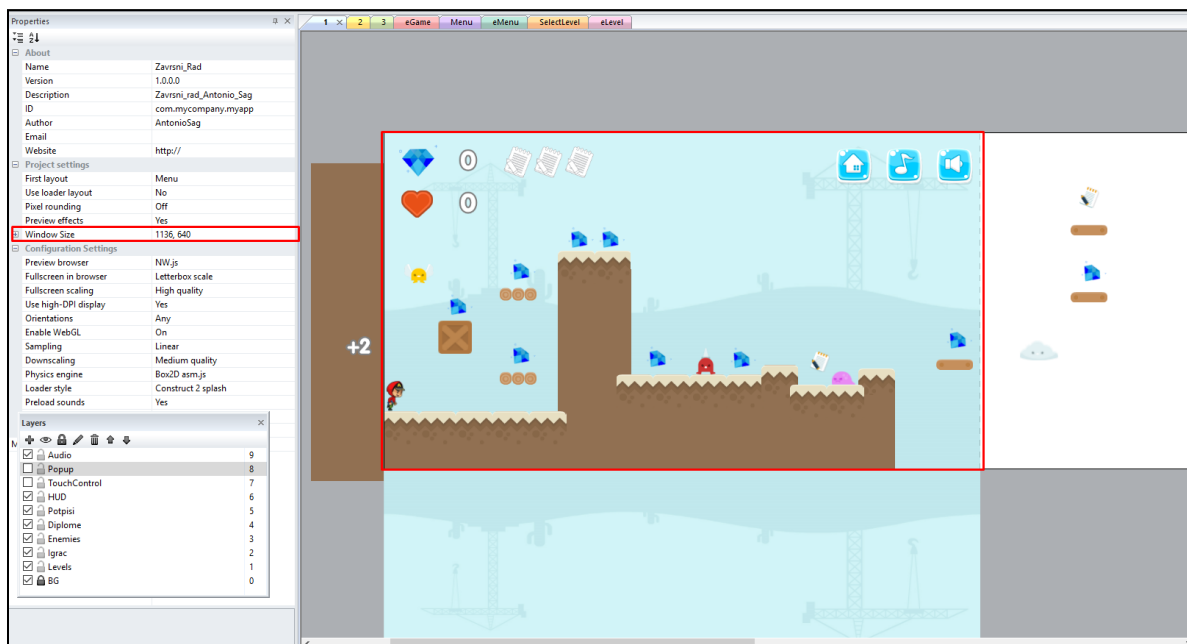 Properties
About
Name Zavrsni_Rad
Version 1.0.0.0
Description Zavrsni_rad_Antonio_Sag
ID com.mycompany.myapp
Author AntonioSag
Email
Website http://
Project settings
First layout Menu
Use loader layout No
Pixel rounding Off
Preview effects Yes
Window Size 1136, 640
Configuration Settings
Preview browser NW.js
Fullscreen in browser Letterbox scale
Fullscreen scaling High quality
Use high-DPI display Yes
Orientations Any
Enable WebGL On
Sampling Linear
Downscaling Medium quality
Physics engine Box2D asm.js
Loader style Construct 2 splash
Preload sounds Yes
Layers
Audio 9
Popup 8
TouchControl 7
HUD 6
Potpisi 5
Diplome 4
Enemies 3
Igrac 2
Levels 1
BG 0
1 2 3 eGame Menu eMenu SelectLevel eLevel
0
0
+2